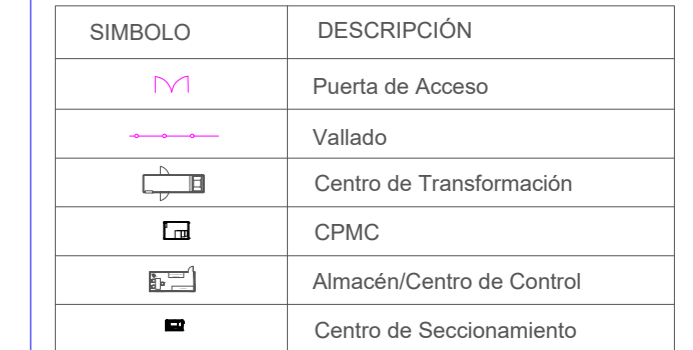 SIMBOLO DESCRIPCIÓN
Puerta de Acceso
Vallado
Centro de Transformación
CPMC
Almacén/Centro de Control
Centro de Seccionamiento